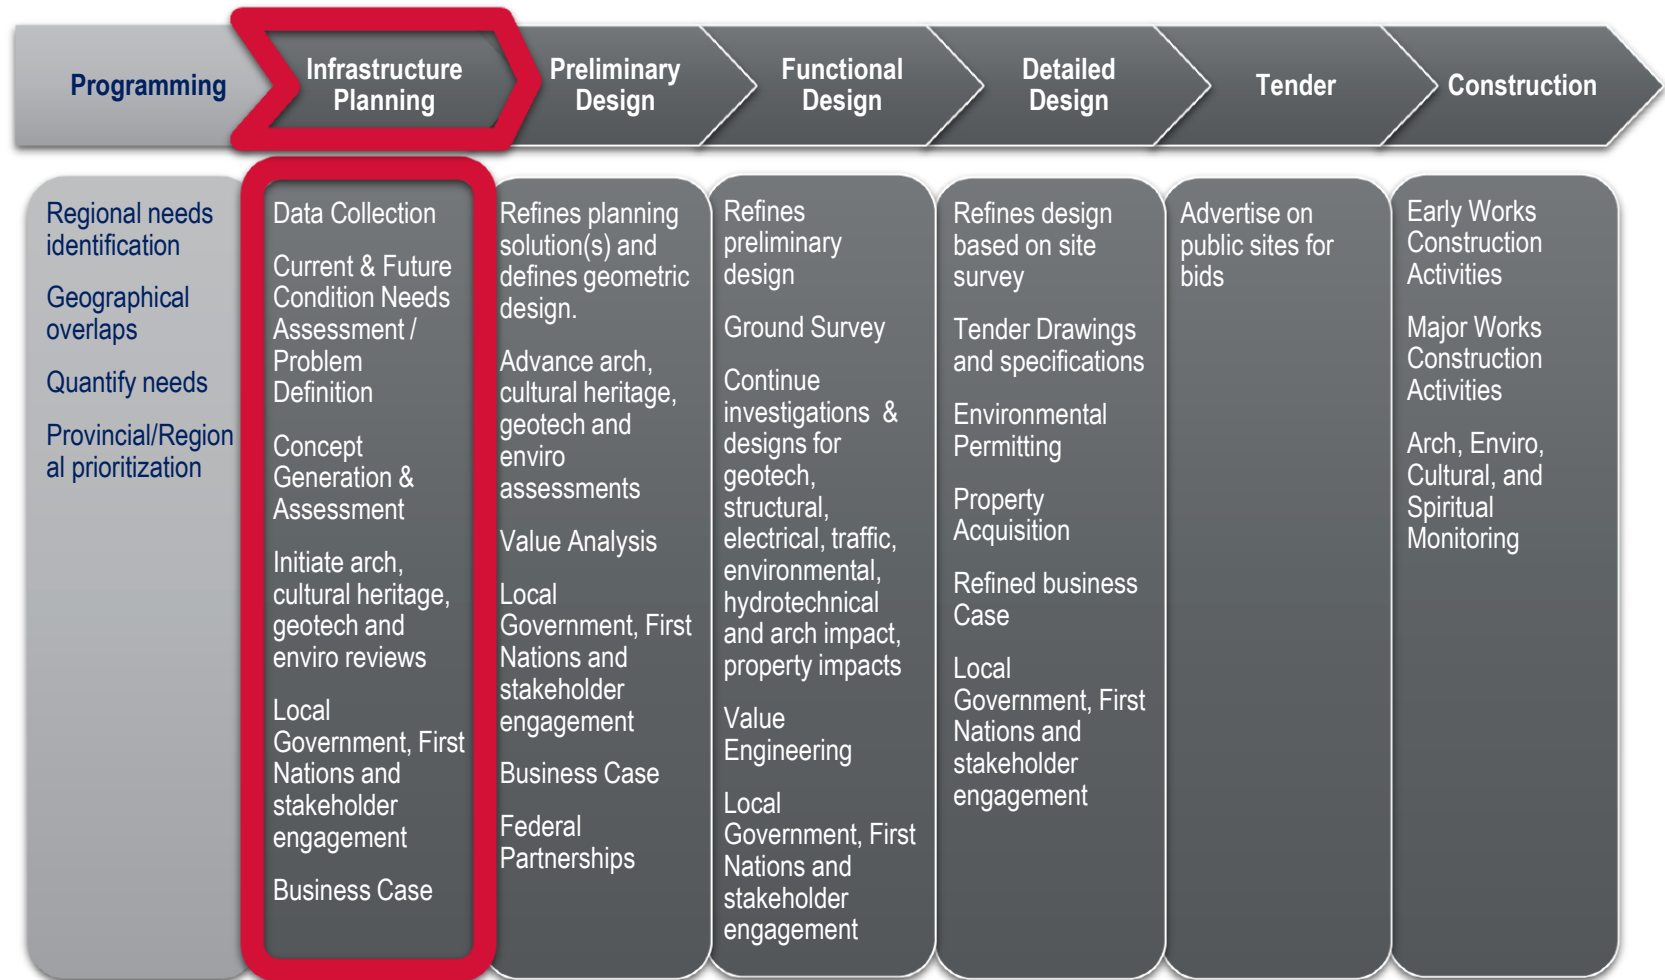 Programming
Infrastructure
Planning
Preliminary
Design
Functional
Design
Detailed
Design
Tender
Construction
Regional needs
identification
Geographical
overlaps
Quantify needs
Provincial/Region
al prioritization
Data Collection
Current & Future
Condition Needs
Assessment /
Problem
Definition
Concept
Generation &
Assessment
Initiate arch,
cultural heritage,
geotech and
enviro reviews
Local
Government, First
Nations and
stakeholder
engagement
Business Case
Refines planning
solution(s) and
defines geometric
design.
Advance arch,
cultural heritage,
geotech and
enviro
assessments
Value Analysis
Local
Government, First
Nations and
stakeholder
engagement
Business Case
Federal
Partnerships
Refines
preliminary
design
Ground Survey
Continue
investigations  &
designs for
geotech,
structural,
electrical, traffic,
environmental,
hydrotechnical
and arch impact,
property impacts
Value
Engineering
Local
Government, First
Nations and
stakeholder
engagement
Refines design
based on site
survey
Tender Drawings
and specifications
Environmental
Permitting
Property
Acquisition
Refined business
Case
Local
Government, First
Nations and
stakeholder
engagement
Advertise on
public sites for
bids
Early Works
Construction
Activities
Major Works
Construction
Activities
Arch, Enviro,
Cultural, and
Spiritual
Monitoring